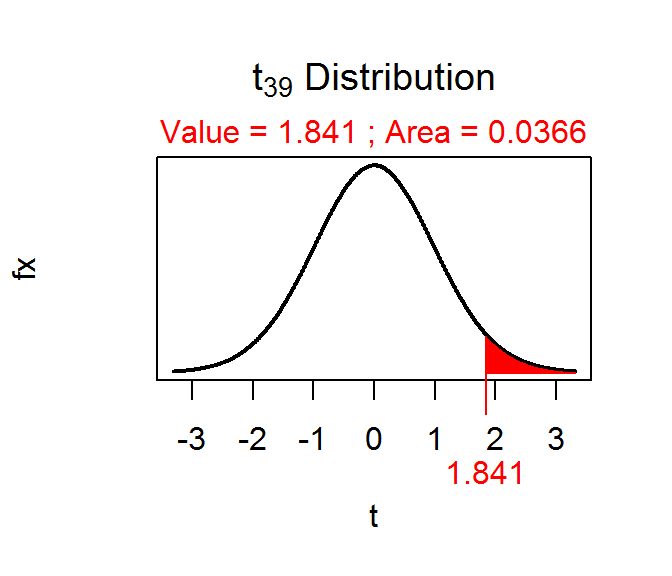 t₃₉ Distribution
Value = 1.841 ; Area = 0.0366
fx
-3 -2 -1 0 1 2 3
1.841
t